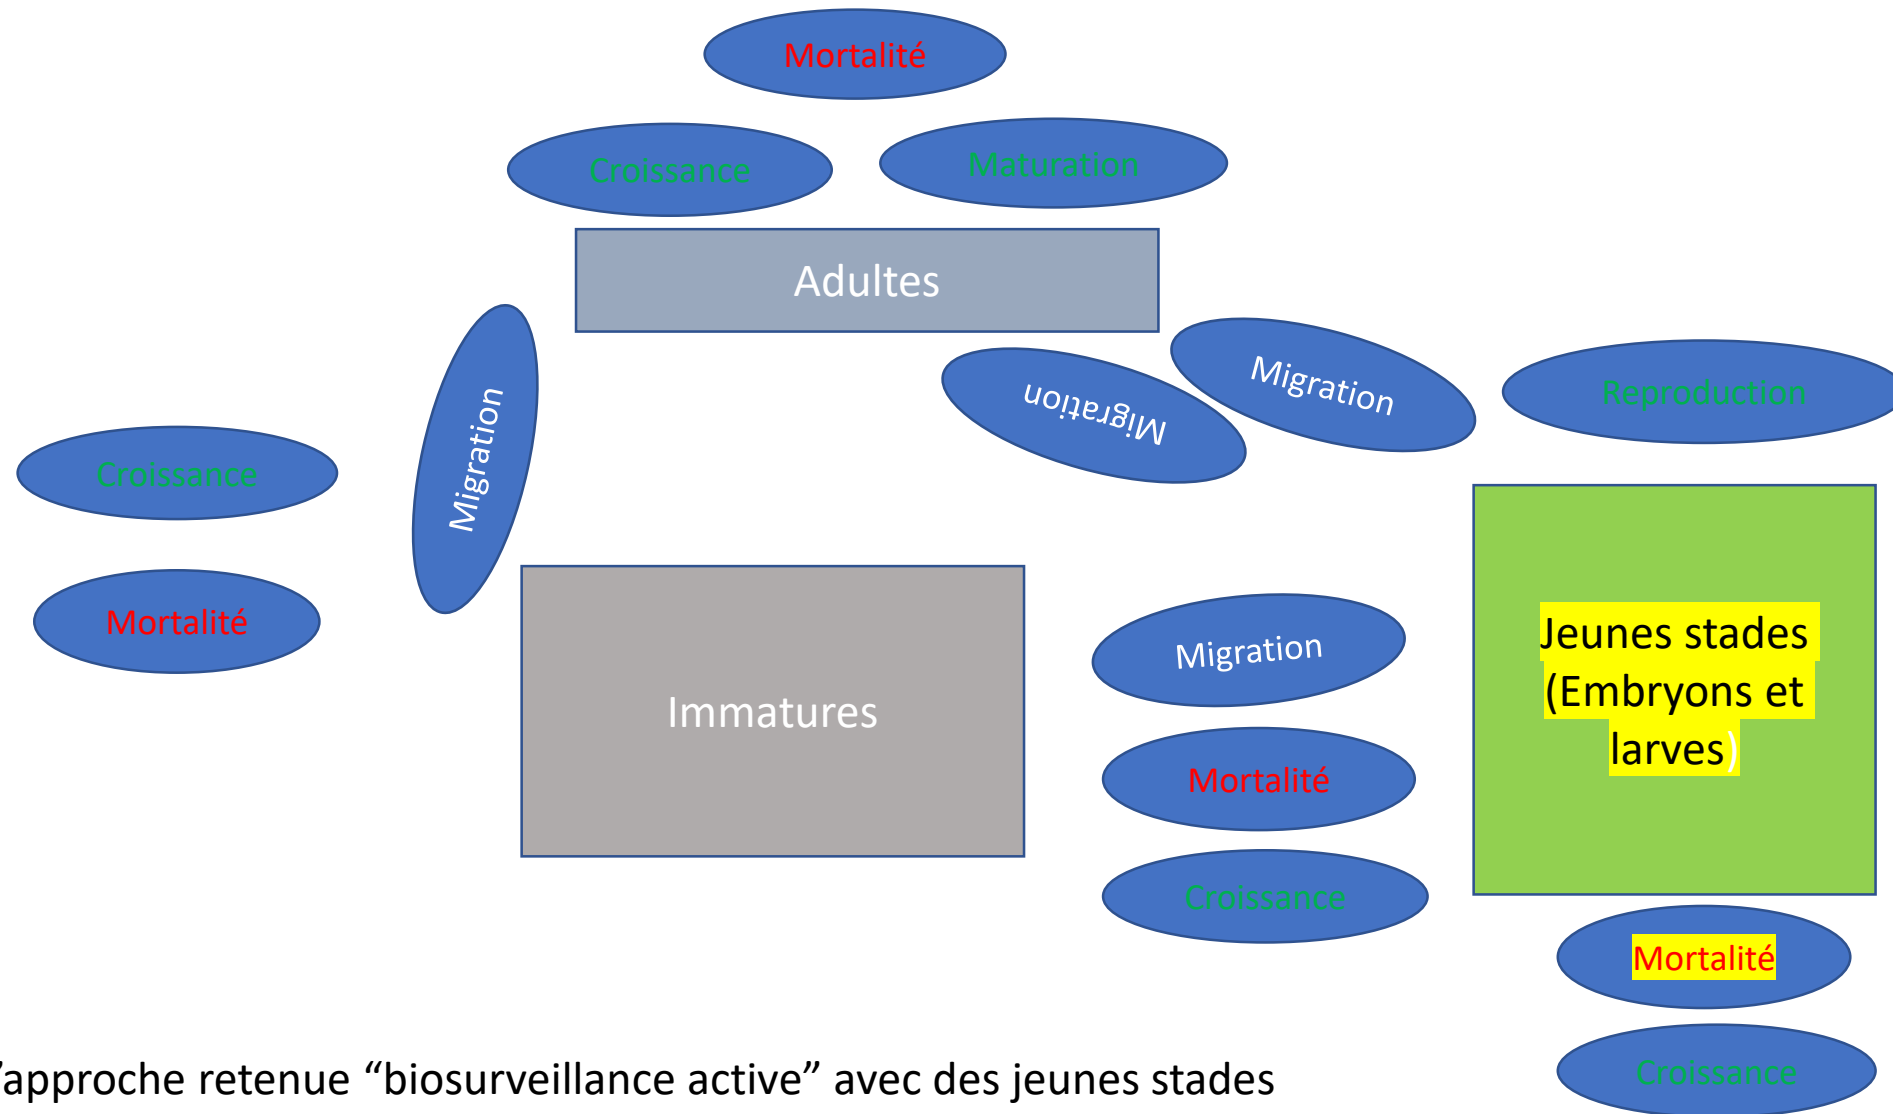 Mortalité
Croissance
Maturation
Adultes
Migration
Migration
Migration
Reproduction
Croissance
Mortalité
Immatures
Migration
Mortalité
Croissance
Jeunes stades
(Embryons et
larves)
Mortalité
Croissance
’approche retenue “biosurveillance active” avec des jeunes stades